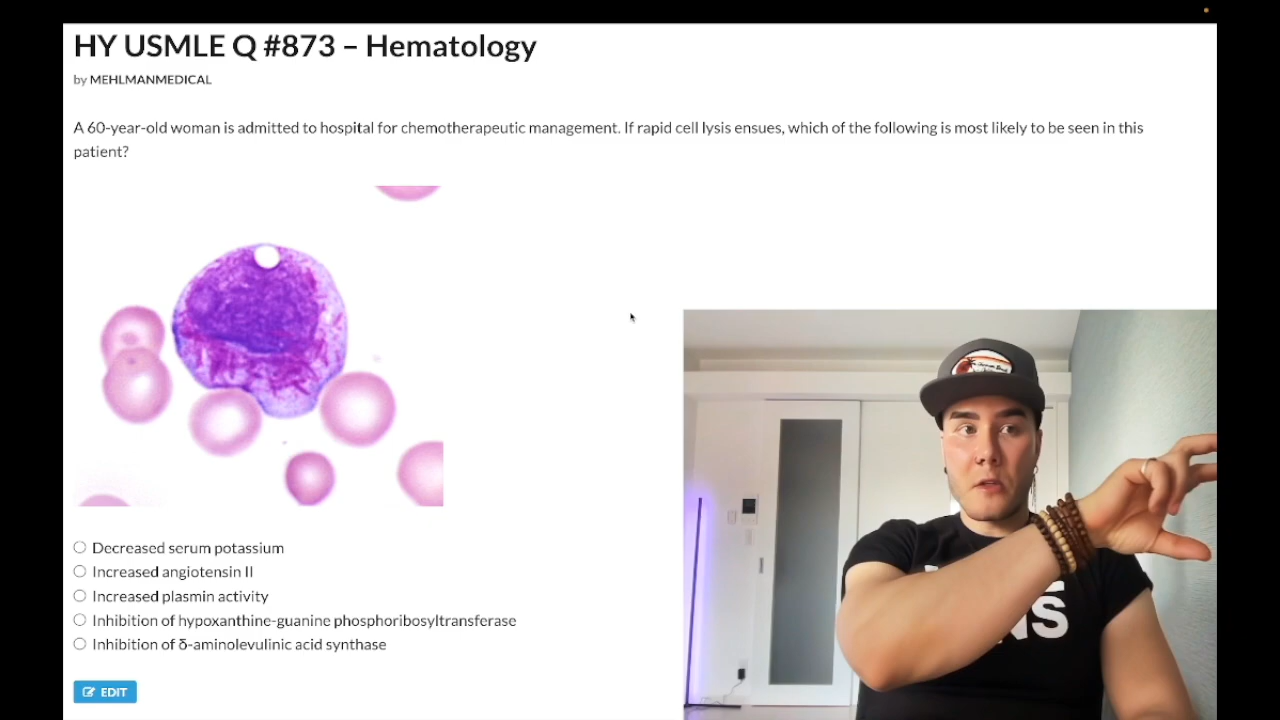 HY USMLE Q #873 – Hematology
by MEHLMANMEDICAL
A 60-year-old woman is admitted to hospital for chemotherapeutic management. If rapid cell lysis ensues, which of the following is most likely to be seen in this
patient?
Decreased serum potassium
Increased angiotensin II
Increased plasmin activity
Inhibition of hypoxanthine-guanine phosphoribosyltransferase
Inhibition of δ-aminolevulinic acid synthase
EDIT